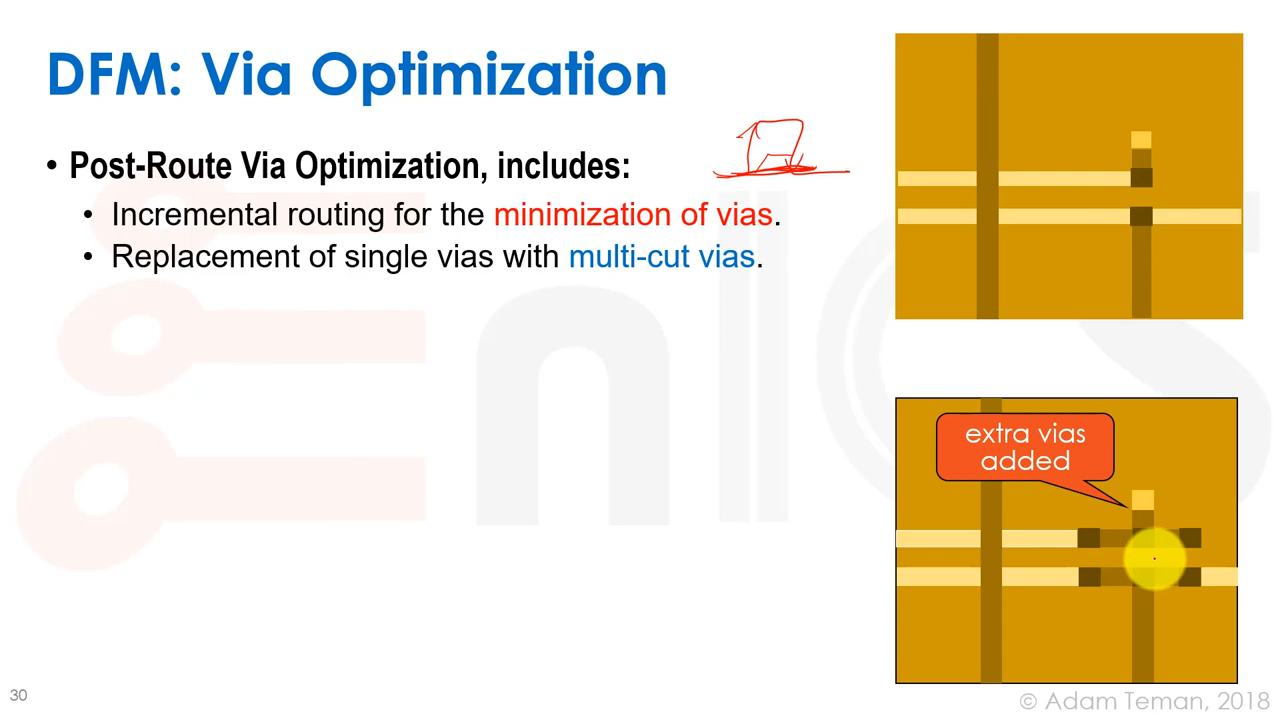 DFM: Via Optimization
• Post-Route Via Optimization, includes:
• Incremental routing for the minimization of vias.
• Replacement of single vias with multi-cut vias.
extra vias
added
enICS
30
© Adam Teman, 2018